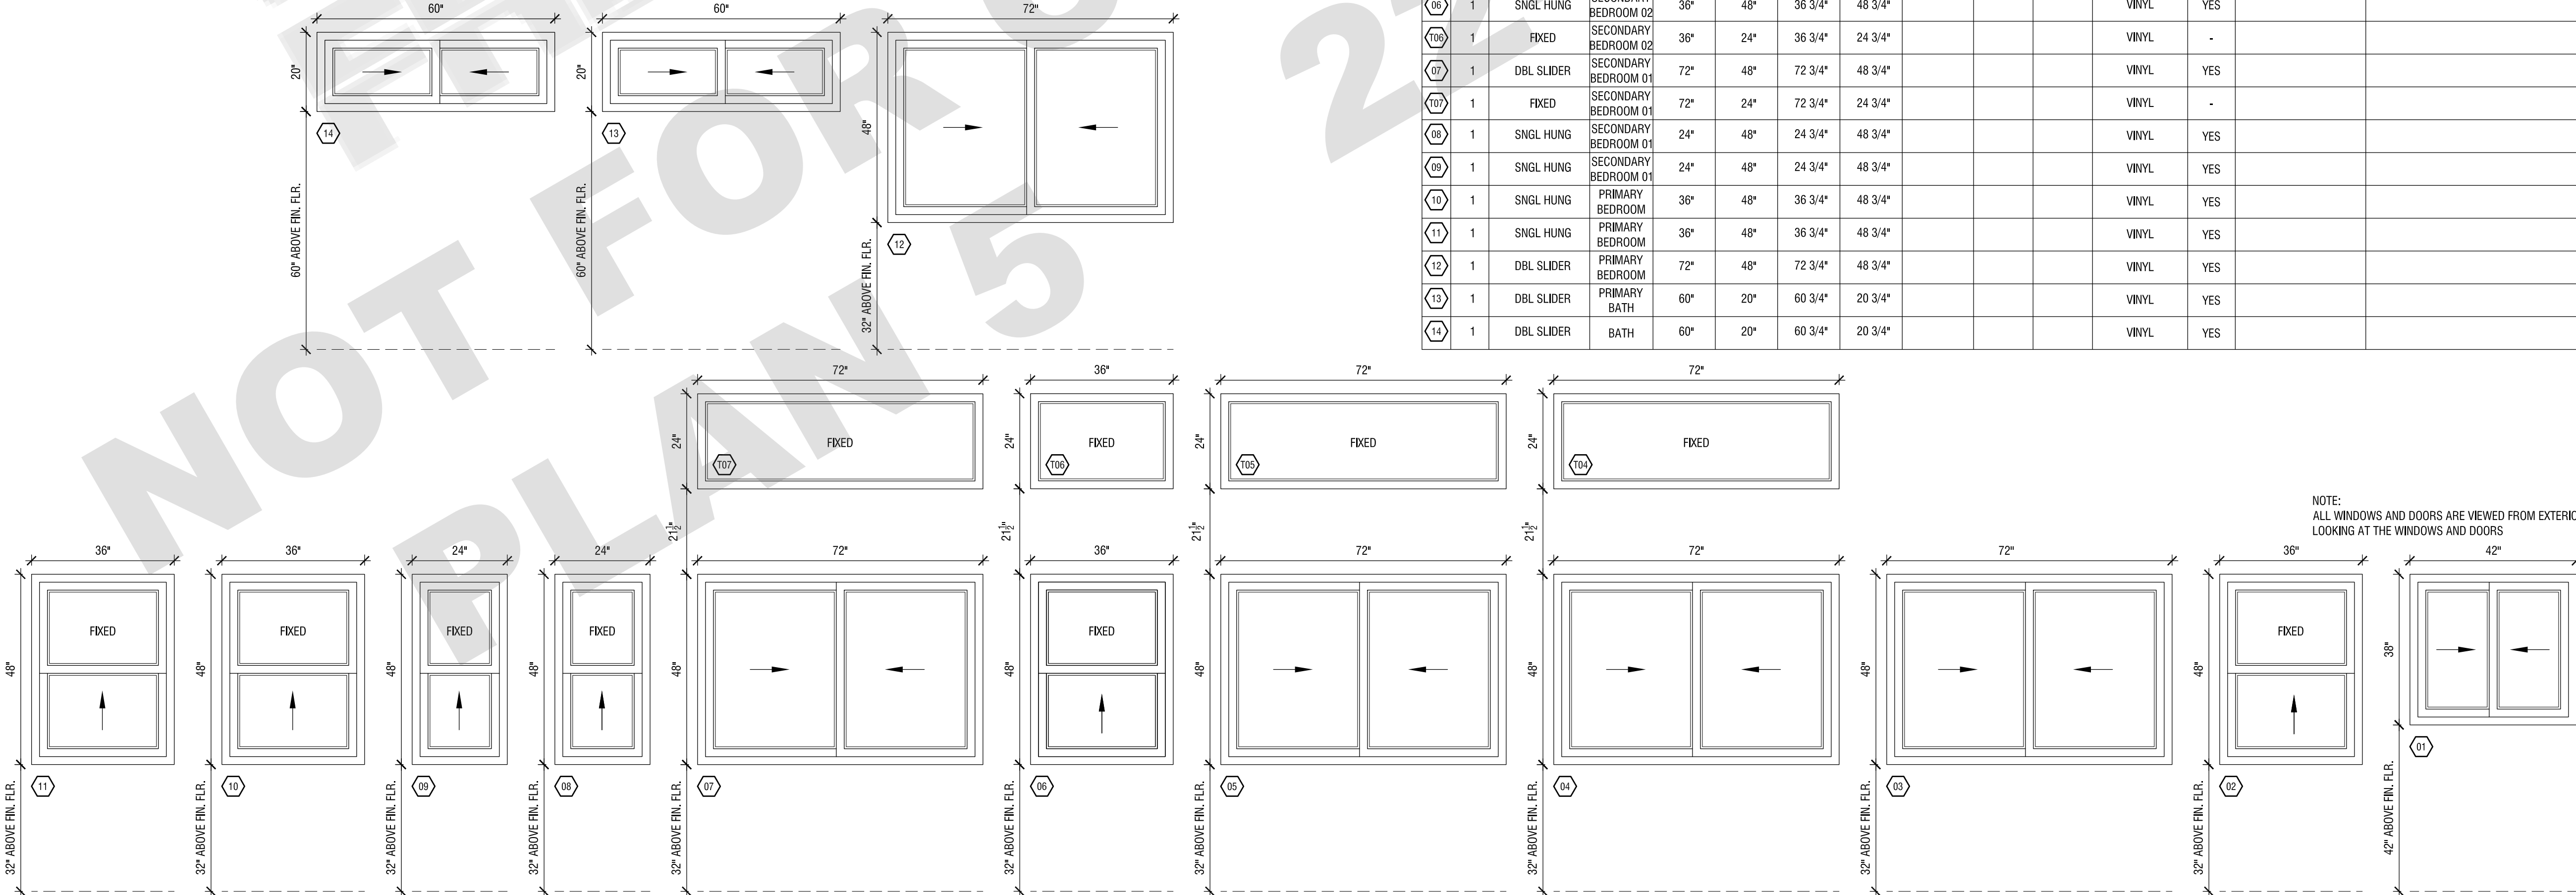 60"
60"
72"
20"
20"
48"
14
13
12
60" ABOVE FIN. FLR.
60" ABOVE FIN. FLR.
32" ABOVE FIN. FLR.
06 1 SNGL HUNG SECONDARY BEDROOM 02 36" 48" 36 3/4" 48 3/4" VINYL YES
T06 1 FIXED SECONDARY BEDROOM 02 36" 24" 36 3/4" 24 3/4" VINYL -
07 1 DBL SLIDER SECONDARY BEDROOM 01 72" 48" 72 3/4" 48 3/4" VINYL YES
T07 1 FIXED SECONDARY BEDROOM 01 72" 24" 72 3/4" 24 3/4" VINYL -
08 1 SNGL HUNG SECONDARY BEDROOM 01 24" 48" 24 3/4" 48 3/4" VINYL YES
09 1 SNGL HUNG SECONDARY BEDROOM 01 24" 48" 24 3/4" 48 3/4" VINYL YES
10 1 SNGL HUNG PRIMARY BEDROOM 36" 48" 36 3/4" 48 3/4" VINYL YES
11 1 SNGL HUNG PRIMARY BEDROOM 36" 48" 36 3/4" 48 3/4" VINYL YES
12 1 DBL SLIDER PRIMARY BEDROOM 72" 48" 72 3/4" 48 3/4" VINYL YES
13 1 DBL SLIDER PRIMARY BATH 60" 20" 60 3/4" 20 3/4" VINYL YES
14 1 DBL SLIDER BATH 60" 20" 60 3/4" 20 3/4" VINYL YES
NOT FOR
PLAN 5
22
72"
36"
72"
72"
24"
24"
24"
24"
FIXED
FIXED
FIXED
FIXED
T07
T06
T05
T04
21 1/2"
21 1/2"
21 1/2"
21 1/2"
NOTE:
ALL WINDOWS AND DOORS ARE VIEWED FROM EXTERIO
LOOKING AT THE WINDOWS AND DOORS
36"
36"
24"
24"
72"
36"
72"
72"
72"
36"
42"
FIXED
FIXED
FIXED
FIXED
FIXED
FIXED
48"
48"
48"
48"
48"
48"
48"
48"
48"
48"
38"
11
10
09
08
07
06
05
04
03
02
01
32" ABOVE FIN. FLR.
32" ABOVE FIN. FLR.
32" ABOVE FIN. FLR.
32" ABOVE FIN. FLR.
32" ABOVE FIN. FLR.
32" ABOVE FIN. FLR.
32" ABOVE FIN. FLR.
32" ABOVE FIN. FLR.
32" ABOVE FIN. FLR.
32" ABOVE FIN. FLR.
42" ABOVE FIN. FLR.